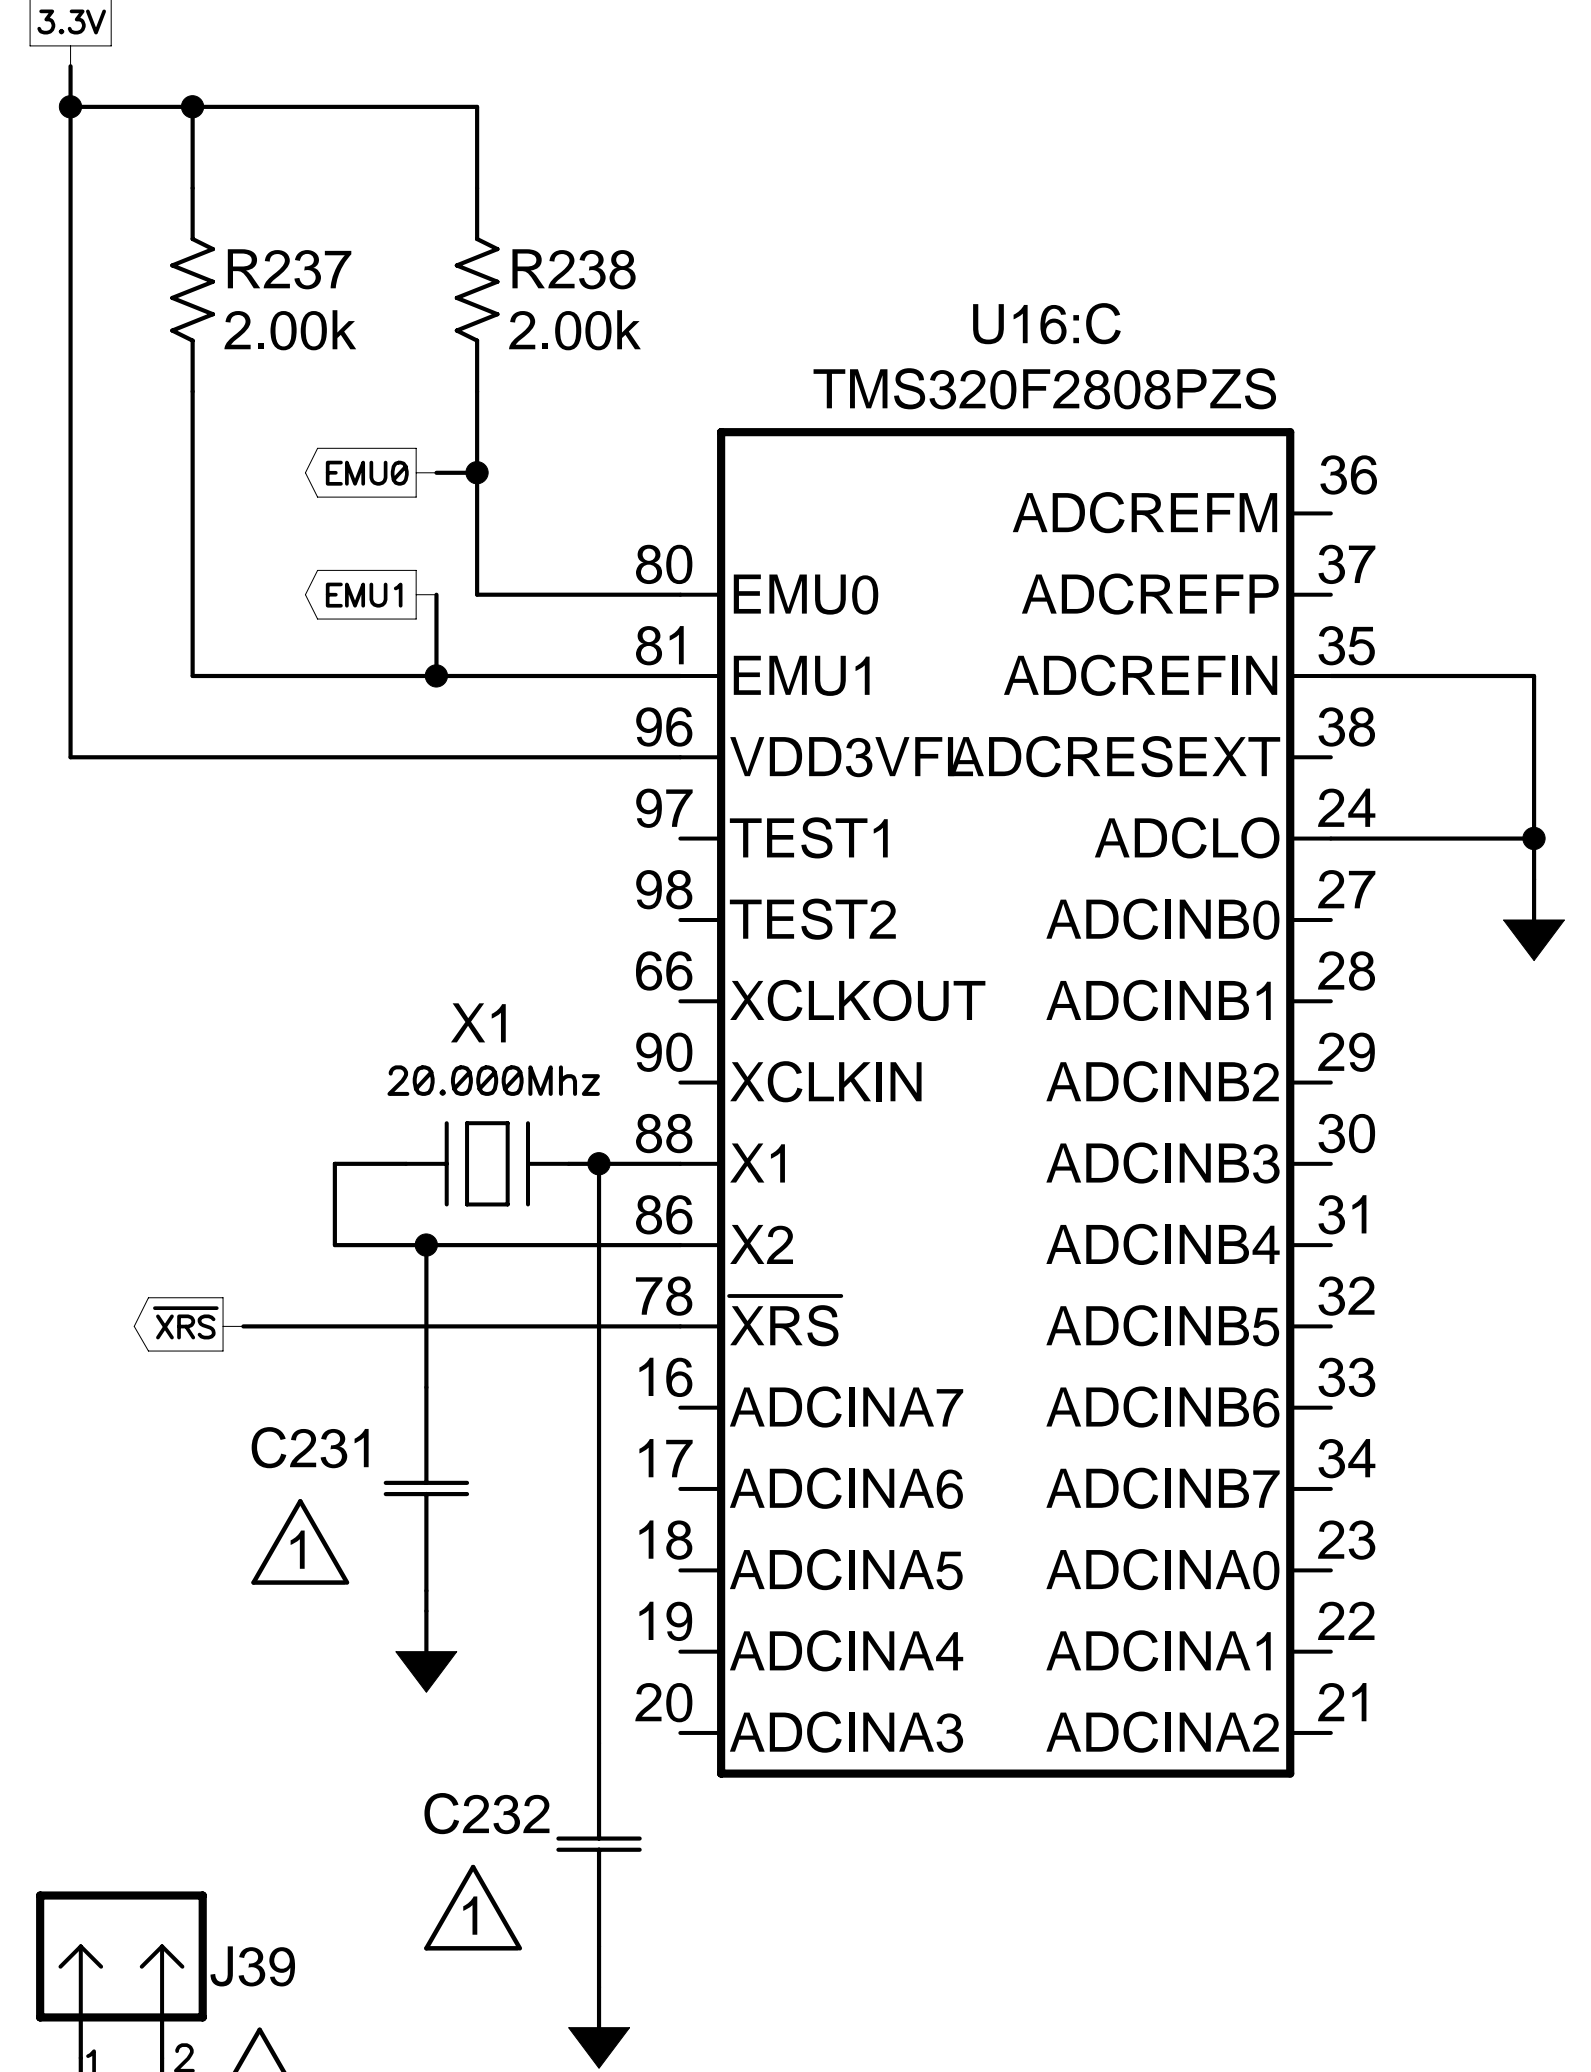 3.3V
R237
2.00k
R238
2.00k
U16:C
TMS320F2808PZS
EMU0
EMU1
80 EMU0
81 EMU1
96 VDD3VFL
97 TEST1
98 TEST2
66 XCLKOUT
90 XCLKIN
88 X1
86 X2
78 XRS
16 ADCINA7
17 ADCINA6
18 ADCINA5
19 ADCINA4
20 ADCINA3
ADCREFM 36
ADCREFP 37
ADCREFIN 35
ADCRESEXT 38
ADCLO 24
ADCINB0 27
ADCINB1 28
ADCINB2 29
ADCINB3 30
ADCINB4 31
ADCINB5 32
ADCINB6 33
ADCINB7 34
ADCINA0 23
ADCINA1 22
ADCINA2 21
X1
20.000Mhz
XRS
C231
1
C232
1
J39
1 2